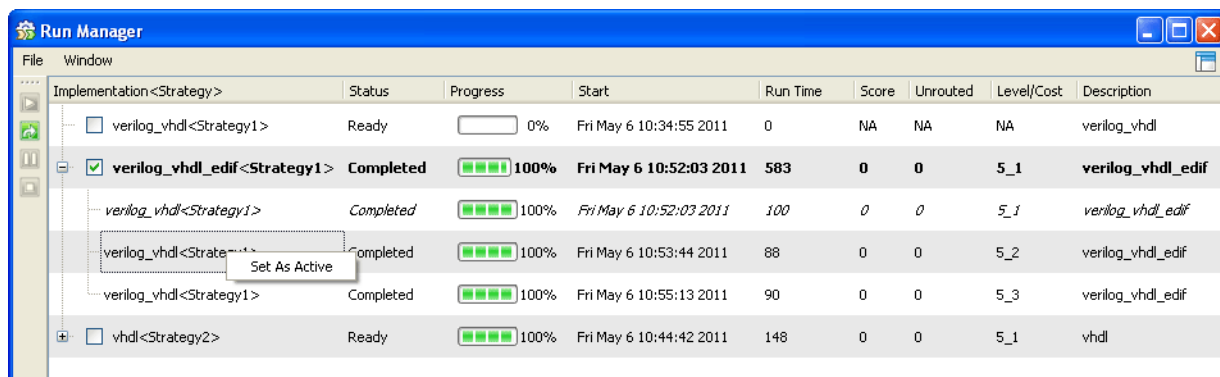 Run Manager
File Window
Implementation<Strategy> Status Progress Start Run Time Score Unrouted Level/Cost Description
verilog_vhdl<Strategy1> Ready 0% Fri May 6 10:34:55 2011 0 NA NA NA verilog_vhdl
verilog_vhdl_edif<Strategy1> Completed 100% Fri May 6 10:52:03 2011 583 0 0 5_1 verilog_vhdl_edif
verilog_vhdl<Strategy1> Completed 100% Fri May 6 10:52:03 2011 100 0 0 5_1 verilog_vhdl_edif
verilog_vhdl<Strategy1> Completed 100% Fri May 6 10:53:44 2011 88 0 0 5_2 verilog_vhdl_edif
Set As Active
verilog_vhdl<Strategy1> Completed 100% Fri May 6 10:55:13 2011 90 0 0 5_3 verilog_vhdl_edif
vhdl<Strategy2> Ready 100% Fri May 6 10:44:42 2011 148 0 0 5_1 vhdl